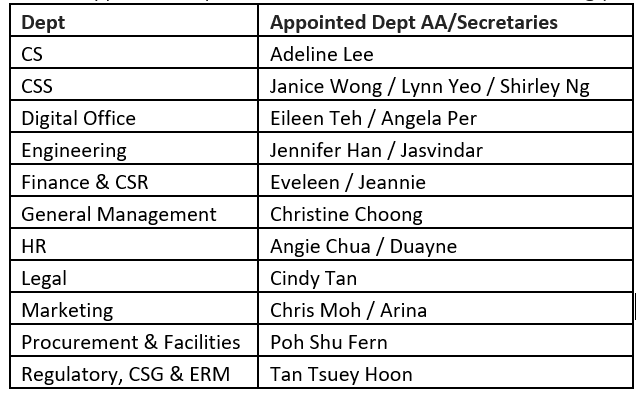 Dept Appointed Dept AA/Secretaries
CS Adeline Lee
CSS Janice Wong / Lynn Yeo / Shirley Ng
Digital Office Eileen Teh / Angela Per
Engineering Jennifer Han / Jasvindar
Finance & CSR Eveleen / Jeannie
General Management Christine Choong
HR Angie Chua / Duayne
Legal Cindy Tan
Marketing Chris Moh / Arina
Procurement & Facilities Poh Shu Fern
Regulatory, CSG & ERM Tan Tsuey Hoon